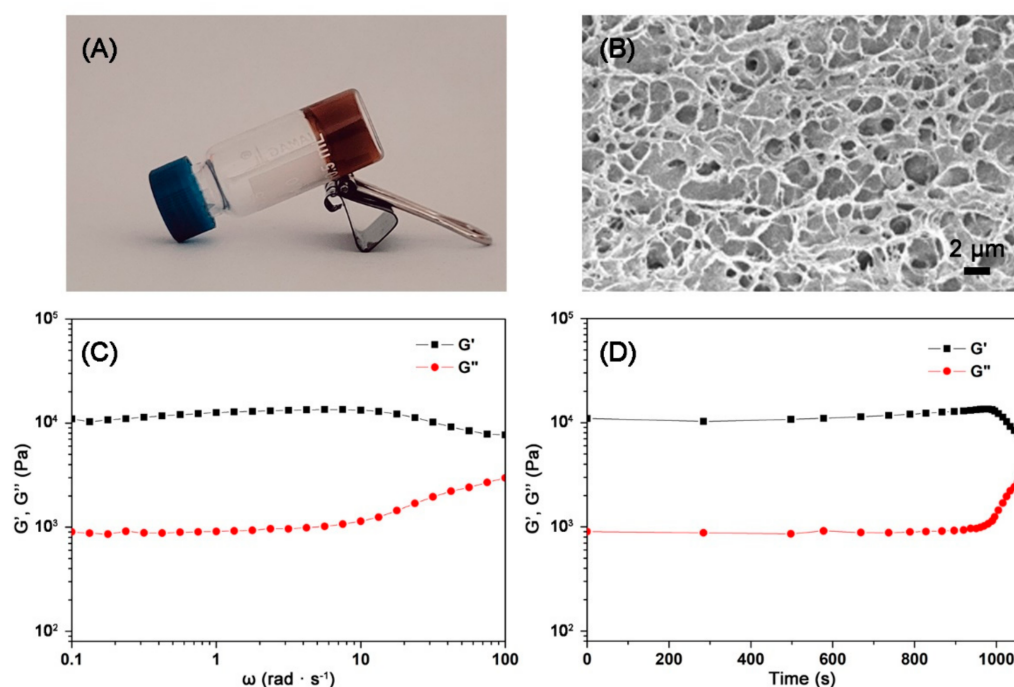 (A)
(B)
2 µm
10⁵
10⁴
10³
10²
G', G'' (Pa)
(C)
G'
G''
0.1
1
10
100
ω (rad · s⁻¹)
10⁵
10⁴
10³
10²
G', G'' (Pa)
(D)
G'
G''
0
200
400
600
800
1000
Time (s)